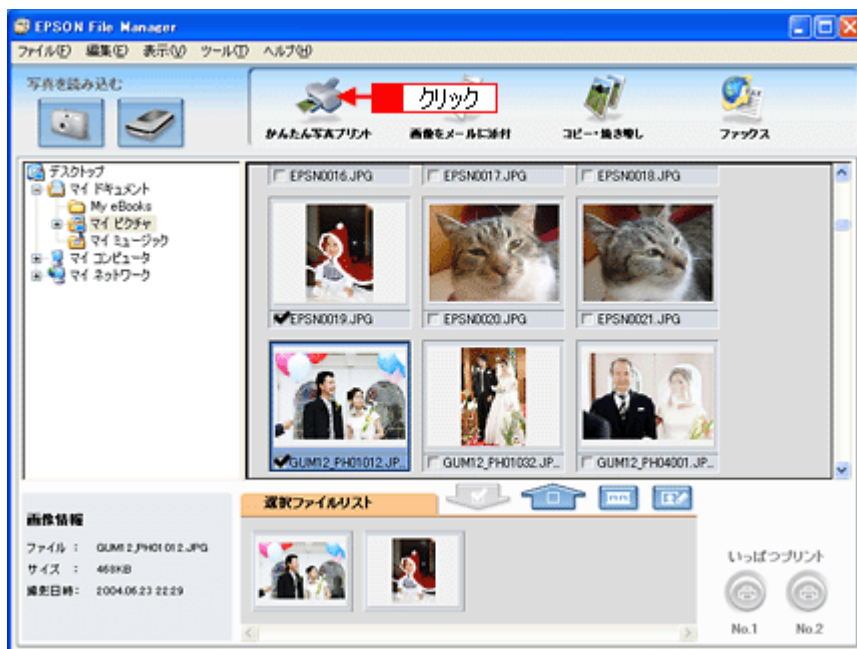 EPSON File Manager
ファイル(F) 編集(E) 表示(V) ツール(T) ヘルプ(H)
写真を読み込む
クリック
かんたん写真プリント 画像をメールに添付 コピー・焼き増し ファックス
デスクトップ
マイ ドキュメント
My eBooks
マイ ピクチャ
マイ ミュージック
マイ コンピュータ
マイ ネットワーク
EPSN0016.JPG EPSN0017.JPG EPSN0018.JPG
EPSN0019.JPG EPSN0020.JPG EPSN0021.JPG
GUM12_PH01012.JP... GUM12_PH01032.JP... GUM12_PH04001.JP...
選択ファイルリスト
画像情報
ファイル : GUM12_PH01012.JPG
サイズ : 468KB
撮影日時: 2004.06.23 22:29
いっぱつプリント
No.1 No.2